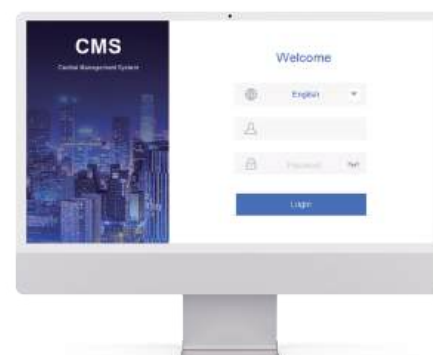 CMS
Central Management System
Welcome
English
Password
Login